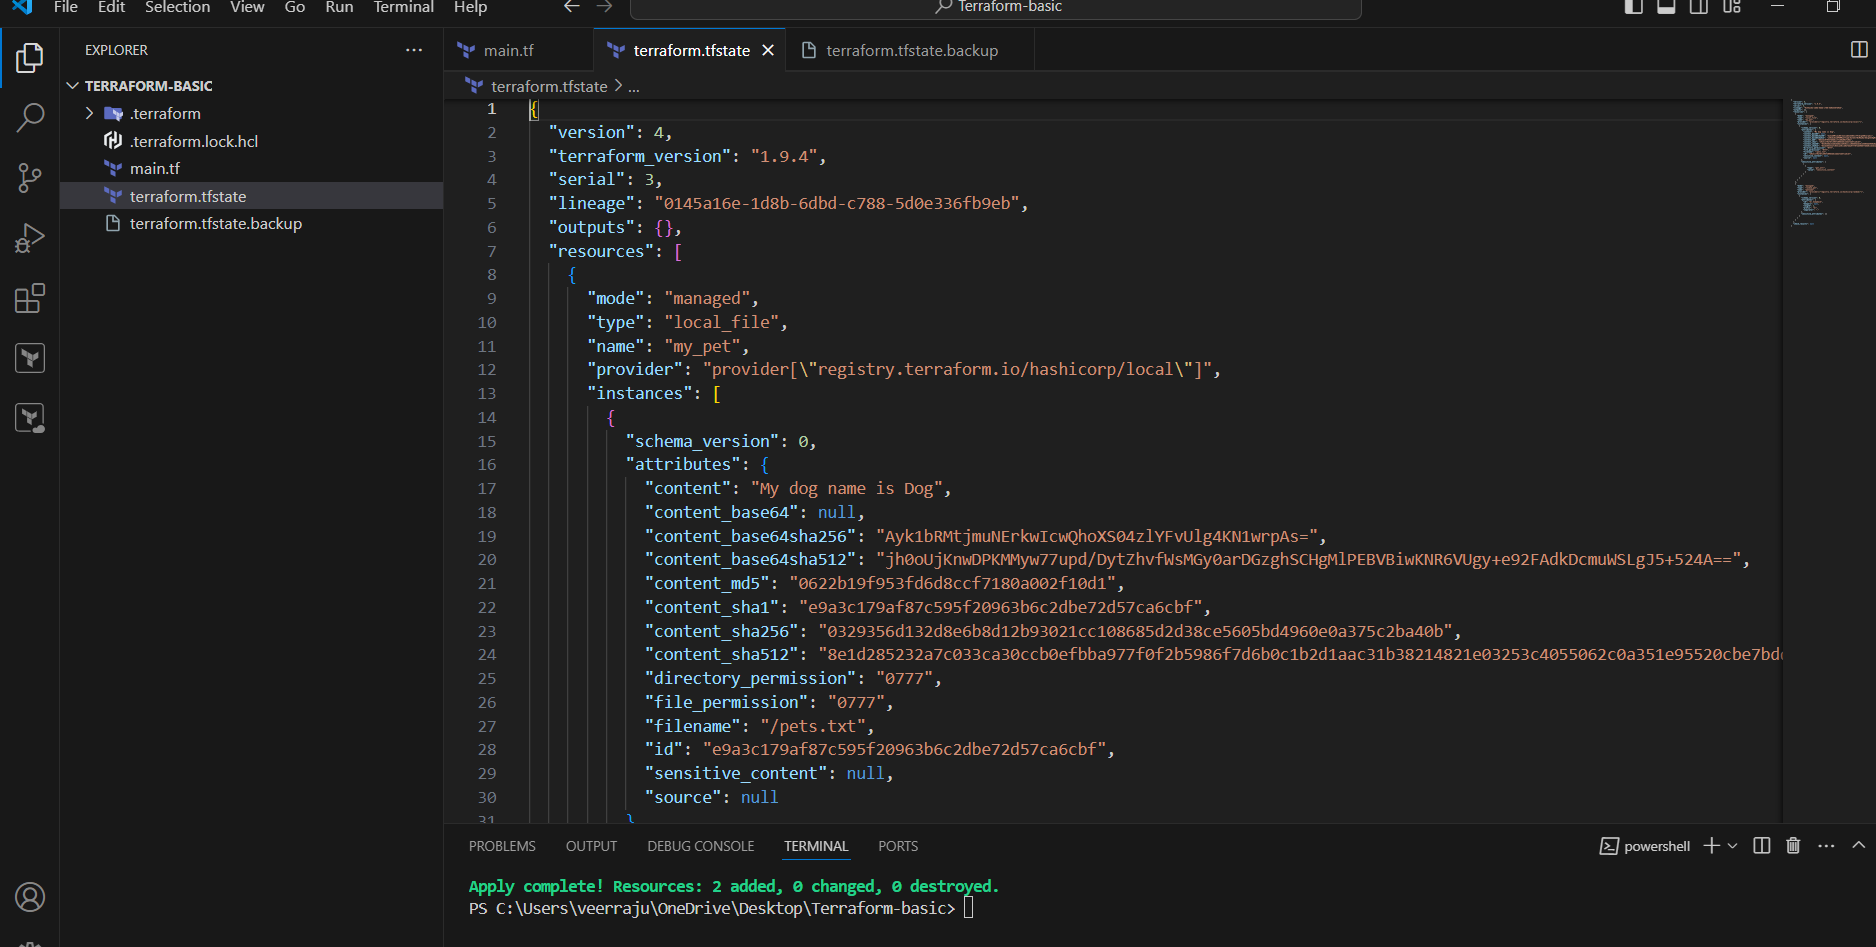 File Edit Selection View Go Run Terminal Help
Terraform-basic
EXPLORER
TERRAFORM-BASIC
.terraform
.terraform.lock.hcl
main.tf
terraform.tfstate
terraform.tfstate.backup
main.tf
terraform.tfstate
terraform.tfstate.backup
terraform.tfstate > ...
1 {
2 "version": 4,
3 "terraform_version": "1.9.4",
4 "serial": 3,
5 "lineage": "0145a16e-1d8b-6dbd-c788-5d0e336fb9eb",
6 "outputs": {},
7 "resources": [
8 {
9 "mode": "managed",
10 "type": "local_file",
11 "name": "my_pet",
12 "provider": "provider[\"registry.terraform.io/hashicorp/local\"]",
13 "instances": [
14 {
15 "schema_version": 0,
16 "attributes": {
17 "content": "My dog name is Dog",
18 "content_base64": null,
19 "content_base64sha256": "Ayk1bRMtjmuNErkwIcwQhoXS04zlYFvUlg4KN1wrpAs=",
20 "content_base64sha512": "jh0oUjKnwDPKMMyw77upd/DytZhvfWsMGy0arDGzghSCHgMlPEBVBiwKNR6VUgy+e92FAdkDcmuWSLgJ5+524A==",
21 "content_md5": "0622b19f953fd6d8ccf7180a002f10d1",
22 "content_sha1": "e9a3c179af87c595f20963b6c2dbe72d57ca6cbf",
23 "content_sha256": "0329356d132d8e6b8d12b93021cc108685d2d38ce5605bd4960e0a375c2ba40b",
24 "content_sha512": "8e1d285232a7c033ca30ccb0efbba977f0f2b5986f7d6b0c1b2d1aac31b38214821e03253c4055062c0a351e95520cbe7bd
25 "directory_permission": "0777",
26 "file_permission": "0777",
27 "filename": "/pets.txt",
28 "id": "e9a3c179af87c595f20963b6c2dbe72d57ca6cbf",
29 "sensitive_content": null,
30 "source": null
31 }
PROBLEMS OUTPUT DEBUG CONSOLE TERMINAL PORTS
powershell
Apply complete! Resources: 2 added, 0 changed, 0 destroyed.
PS C:\Users\veerraju\OneDrive\Desktop\Terraform-basic>